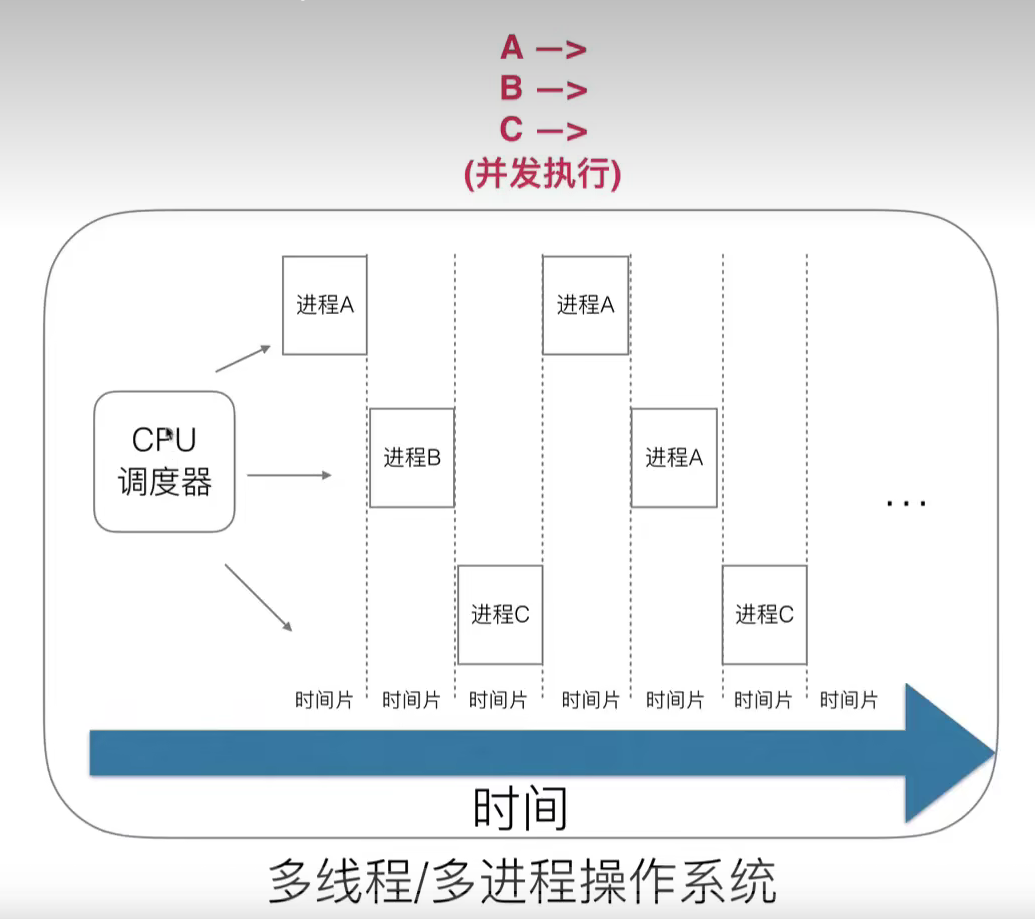 A —>
B —>
C —>
(并发执行)
进程A
进程A
CPU
调度器
进程B
进程A
...
进程C
进程C
时间片 时间片 时间片 时间片 时间片 时间片 时间片
时间
多线程/多进程操作系统